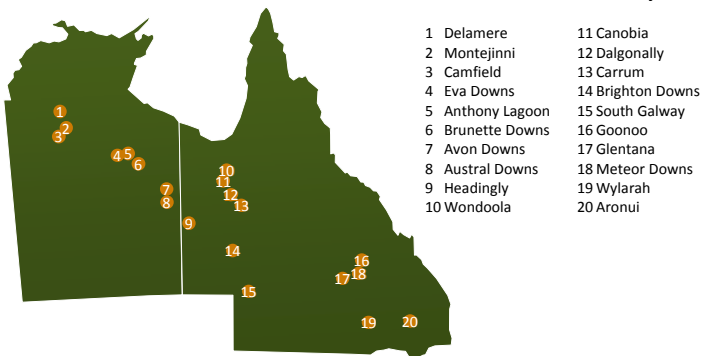 1 Delamere
2 Montejinni
3 Camfield
4 Eva Downs
5 Anthony Lagoon
6 Brunette Downs
7 Avon Downs
8 Austral Downs
9 Headingly
10 Wondoola
11 Canobia
12 Dalgonally
13 Carrum
14 Brighton Downs
15 South Galway
16 Goonoo
17 Glentana
18 Meteor Downs
19 Wylarah
20 Aronui
1
2
3
4
5
6
7
8
9
10
11
12
13
14
15
16
17
18
19
20